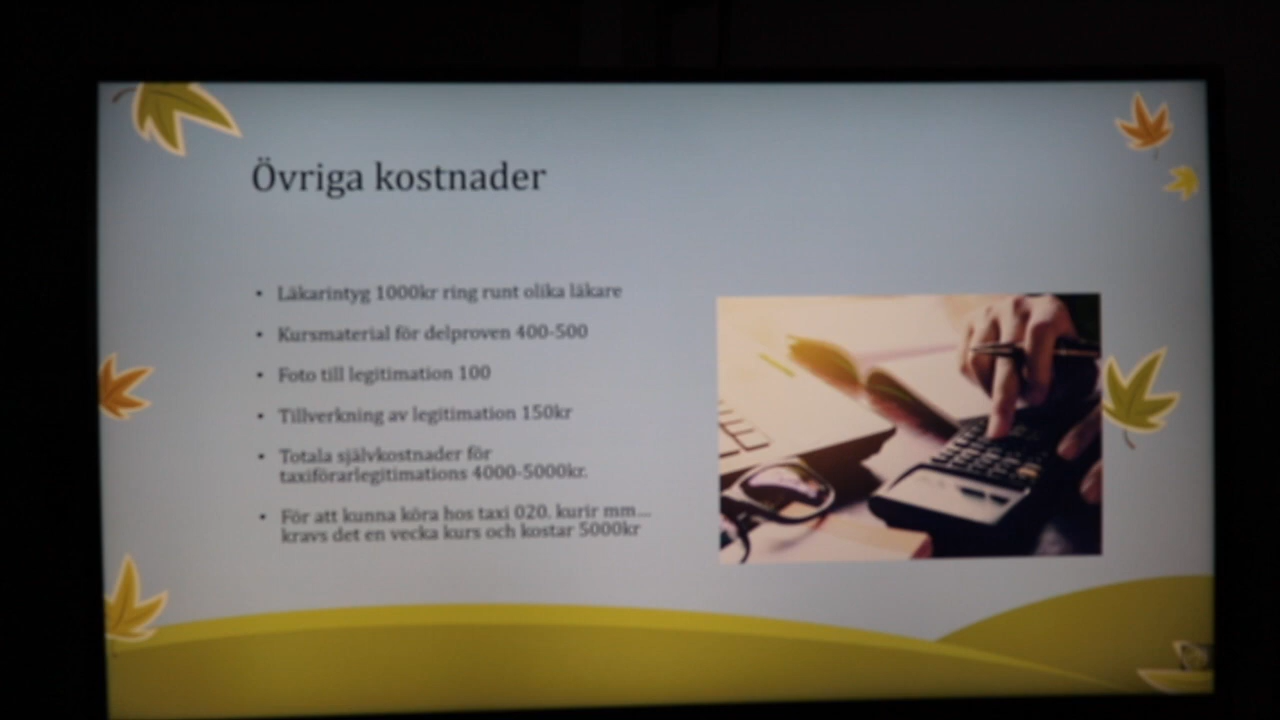 Övriga kostnader
• Läkarintyg 1000kr ring runt olika läkare
• Kursmaterial för delproven 400-500
• Foto till legitimation 100
• Tillverkning av legitimation 150kr
• Totala självkostnader för
taxiförarlegitimations 4000-5000kr.
• För att kunna köra hos taxi 020, kurir mm...
kravs det en vecka kurs och kostar 5000kr